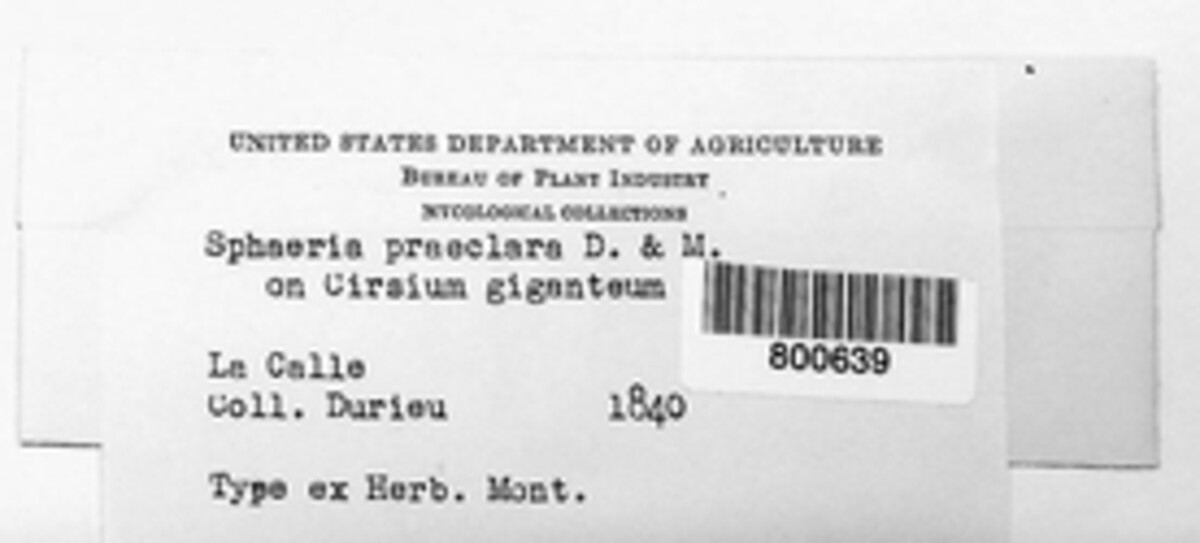 UNITED STATES DEPARTMENT OF AGRICULTURE
BUREAU OF PLANT INDUSTRY
MYCOLOGICAL COLLECTIONS
Sphaeria praeclara D. & M.
on Cirsium giganteum
800639
La Calle
Coll. Durieu 1840
Type ex Herb. Mont.